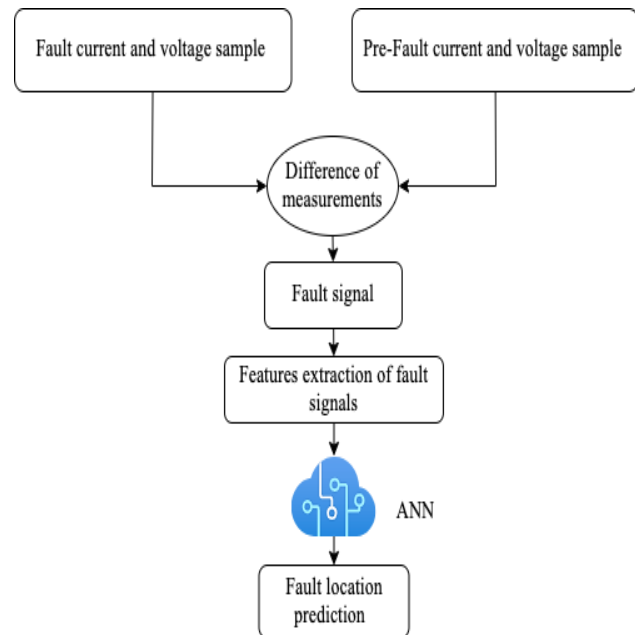 Fault current and voltage sample
Pre-Fault current and voltage sample
Difference of
measurements
Fault signal
Features extraction of fault
signals
ANN
Fault location
prediction